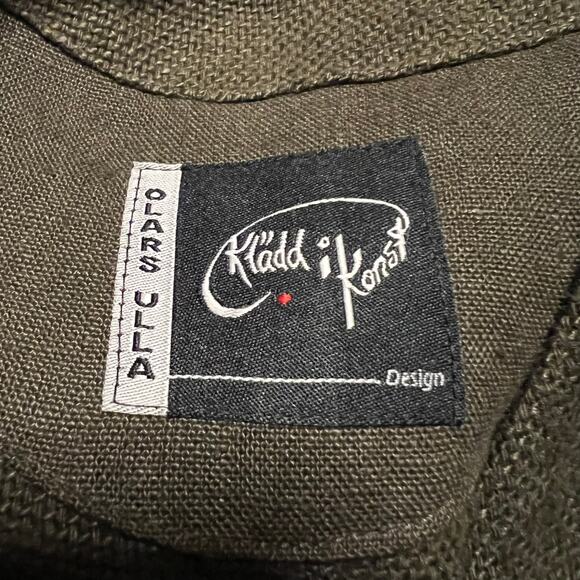 OLARS ULLA
Klädd i Konst
Design